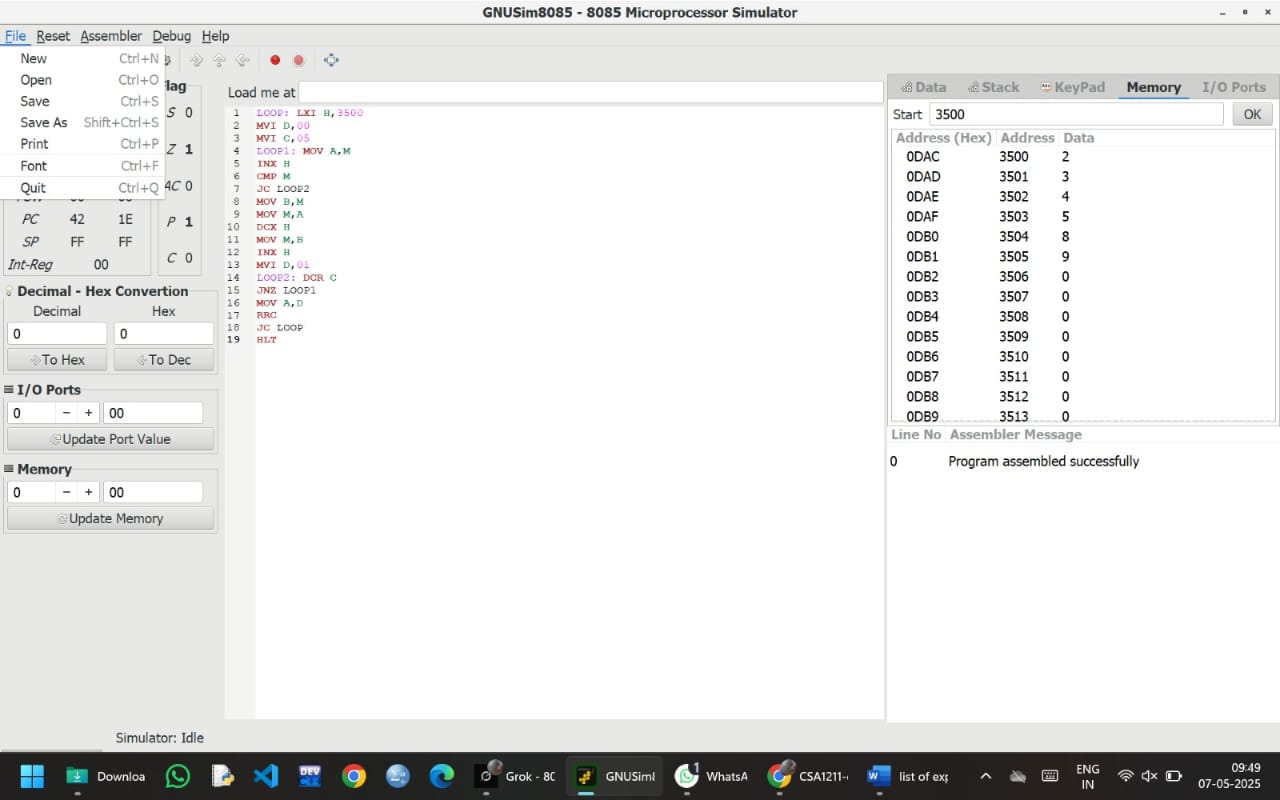 GNUSim8085 - 8085 Microprocessor Simulator
File Reset Assembler Debug Help
New Ctrl+N
Open Ctrl+O
Save Ctrl+S
Save As Shift+Ctrl+S
Print Ctrl+P
Font Ctrl+F
Quit Ctrl+Q
lag
S 0
Z 1
AC 0
P 1
C 0
PC 42 1E
SP FF FF
Int-Reg 00
Decimal - Hex Convertion
Decimal Hex
0 0
To Hex To Dec
I/O Ports
0 − + 00
Update Port Value
Memory
0 − + 00
Update Memory
Load me at
1 LOOP: LXI H,3500
2 MVI D,00
3 MVI C,05
4 LOOP1: MOV A,M
5 INX H
6 CMP M
7 JC LOOP2
8 MOV B,M
9 MOV M,A
10 DCX H
11 MOV M,B
12 INX H
13 MVI D,01
14 LOOP2: DCR C
15 JNZ LOOP1
16 MOV A,D
17 RRC
18 JC LOOP
19 HLT
Data Stack KeyPad Memory I/O Ports
Start 3500 OK
Address (Hex) Address Data
0DAC 3500 2
0DAD 3501 3
0DAE 3502 4
0DAF 3503 5
0DB0 3504 8
0DB1 3505 9
0DB2 3506 0
0DB3 3507 0
0DB4 3508 0
0DB5 3509 0
0DB6 3510 0
0DB7 3511 0
0DB8 3512 0
0DB9 3513 0
Line No Assembler Message
0 Program assembled successfully
Simulator: Idle
Downloa DEV Grok - 80 GNUSim8 1 WhatsA CSA1211- list of exp ENG IN 09:49 07-05-2025